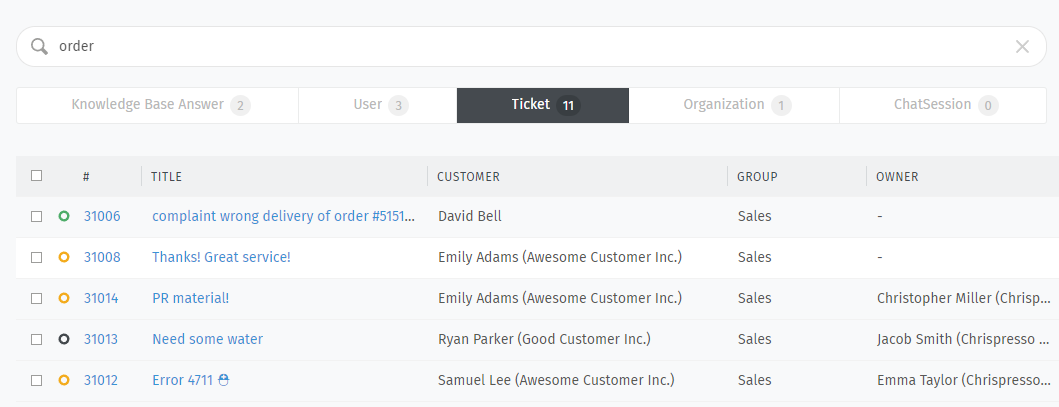 order
Knowledge Base Answer 2 User 3 Ticket 11 Organization 1 ChatSession 0
# TITLE CUSTOMER GROUP OWNER
31006 complaint wrong delivery of order #5151... David Bell Sales -
31008 Thanks! Great service! Emily Adams (Awesome Customer Inc.) Sales -
31014 PR material! Emily Adams (Awesome Customer Inc.) Sales Christopher Miller (Chrisp...
31013 Need some water Ryan Parker (Good Customer Inc.) Sales Jacob Smith (Chrispresso ...
31012 Error 4711 Samuel Lee (Awesome Customer Inc.) Sales Emma Taylor (Chrispresso...